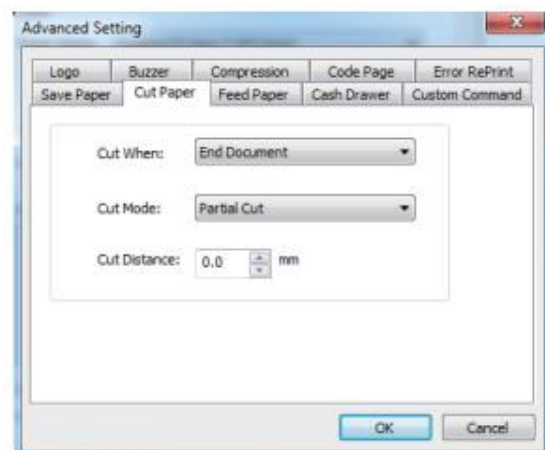 Advanced Setting
Logo Buzzer Compression Code Page Error RePrint
Save Paper Cut Paper Feed Paper Cash Drawer Custom Command
Cut When: End Document
Cut Mode: Partial Cut
Cut Distance: 0.0 mm
OK Cancel